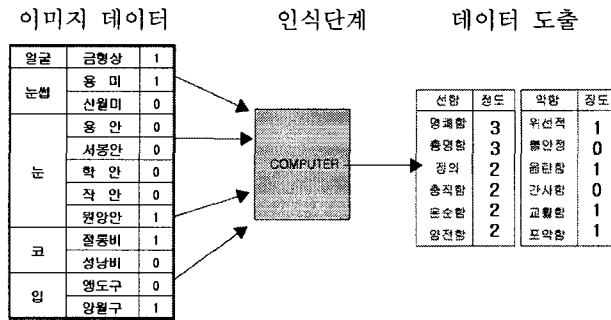 이미지 데이터 인식단계 데이터 도출
얼굴 금형상 1
눈썹 용 미 1
신월미 0
눈 용 안 0
서봉안 0
학 안 0
작 안 0
원앙안 1
코 절통비 1
성낭비 0
입 앵도구 0
앙월구 1
COMPUTER
선함 정도 악함 정도
명쾌함 3 위선적 1
총명함 3 불안정 0
정의 2 음란함 1
충직함 2 간사함 0
온순함 2 교활함 1
양전함 2 포악함 1